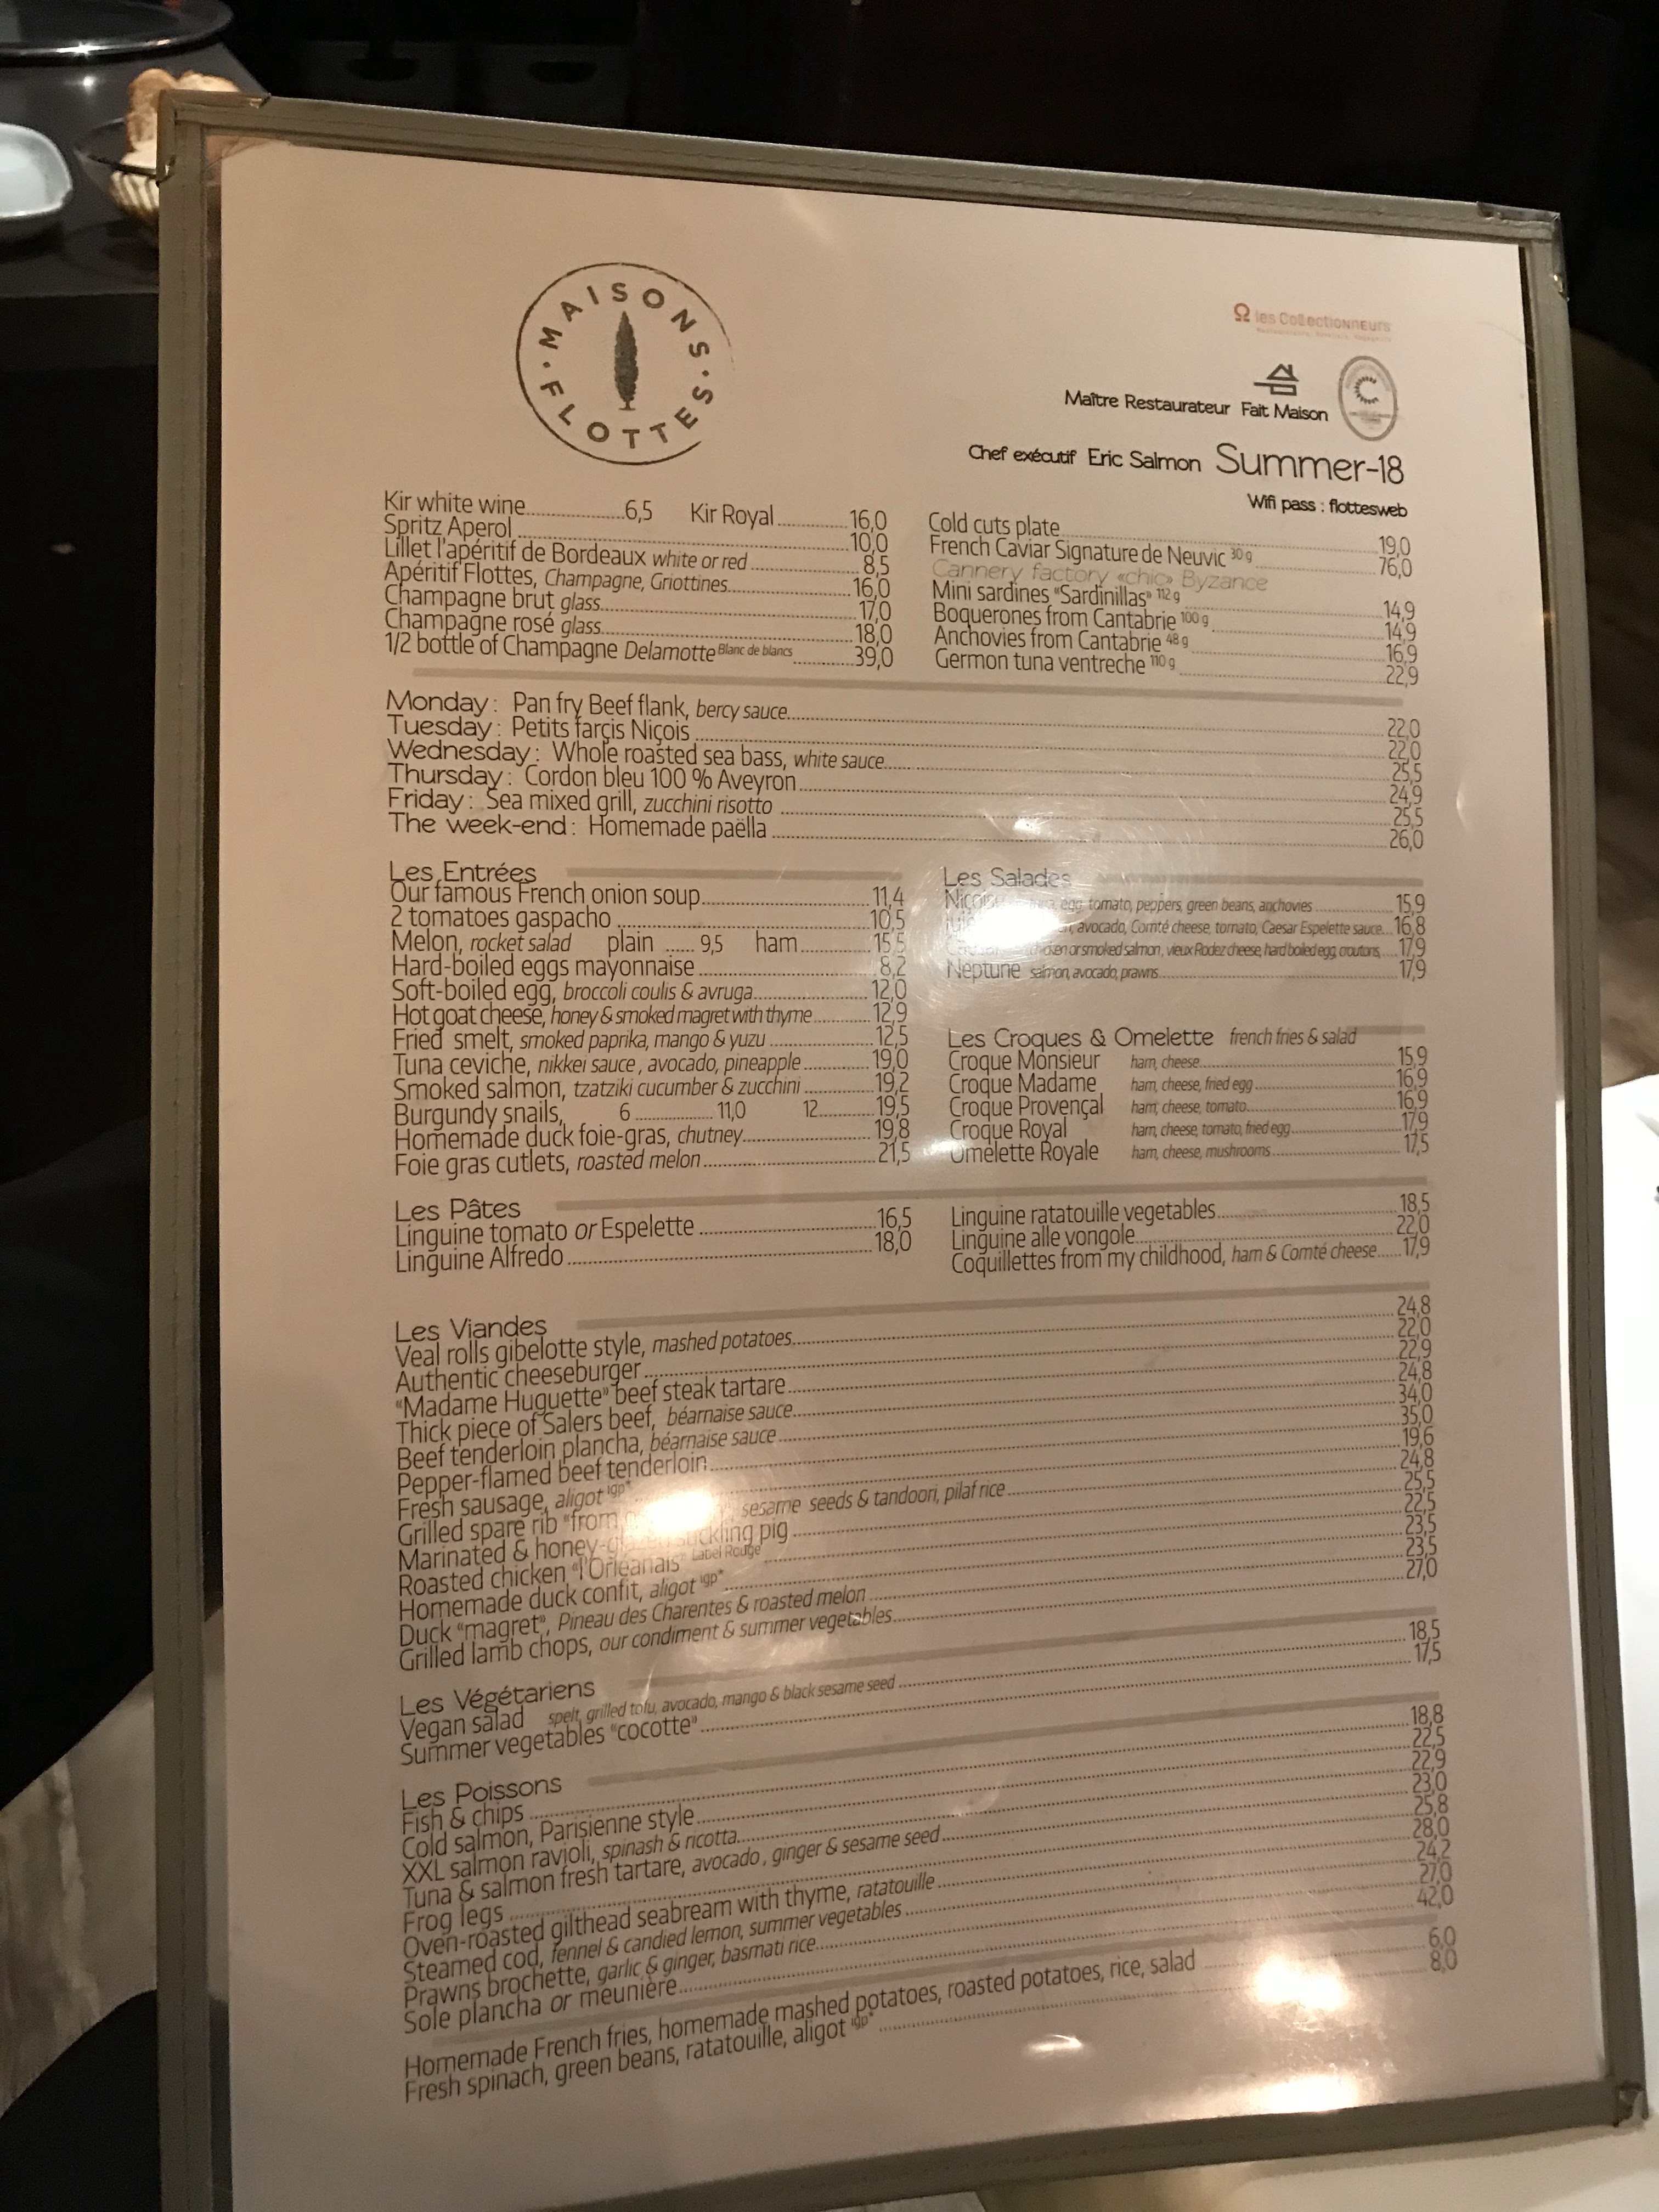 MAISONS
FLOTTES
les Collectionneurs
Maître Restaurateur Fait Maison
Chef exécutif Eric Salmon Summer-18
Wifi pass : flottesweb
Kir white wine 6,5 Kir Royal 16,0
Spritz Aperol 10,0
Lillet l'apéritif de Bordeaux white or red 8,5
Apéritif Flottes, Champagne, Griottines 16,0
Champagne brut glass 17,0
Champagne rosé glass 18,0
1/2 bottle of Champagne Delamotte Blanc de blancs 39,0
Cold cuts plate 19,0
French Caviar Signature de Neuvic 30 g 76,0
Cannery factory «chic» Byzance
Mini sardines "Sardinillas" 112 g 14,9
Boquerones from Cantabrie 100 g 14,9
Anchovies from Cantabrie 48 g 16,9
Germon tuna ventreche 110 g 22,9
Monday : Pan fry Beef flank, bercy sauce 22,0
Tuesday : Petits farçis Niçois 22,0
Wednesday : Whole roasted sea bass, white sauce 25,5
Thursday : Cordon bleu 100 % Aveyron 24,9
Friday : Sea mixed grill, zucchini risotto 25,5
The week-end : Homemade paëlla 26,0
Les Entrées
Our famous French onion soup 11,4
2 tomatoes gaspacho 10,5
Melon, rocket salad plain 9,5 ham 15,5
Hard-boiled eggs mayonnaise 8,2
Soft-boiled egg, broccoli coulis & avruga 12,0
Hot goat cheese, honey & smoked magret with thyme 12,9
Fried smelt, smoked paprika, mango & yuzu 12,5
Tuna ceviche, nikkei sauce, avocado, pineapple 19,0
Smoked salmon, tzatziki cucumber & zucchini 19,2
Burgundy snails, 6 11,0 12 19,5
Homemade duck foie-gras, chutney 19,8
Foie gras cutlets, roasted melon 21,5
Les Salades
egg, tomato, peppers, green beans, anchovies 15,9
avocado, Comté cheese, tomato, Caesar Espelette sauce 16,8
chicken or smoked salmon, vieux Rodez cheese, hard boiled egg, croutons, 17,9
Neptune salmon, avocado, prawns 17,9
Les Croques & Omelette french fries & salad
Croque Monsieur ham, cheese 15,9
Croque Madame ham, cheese, fried egg 16,9
Croque Provençal ham, cheese, tomato 16,9
Croque Royal ham, cheese, tomato, fried egg 17,9
Omelette Royale ham, cheese, mushrooms 17,5
Les Pâtes
Linguine tomato or Espelette 16,5
Linguine Alfredo 18,0
Linguine ratatouille vegetables 18,5
Linguine alle vongole 22,0
Coquillettes from my childhood, ham & Comté cheese 17,9
Les Viandes
Veal rolls gibelotte style, mashed potatoes 24,8
Authentic cheeseburger 22,0
"Madame Huguette" beef steak tartare 22,9
Thick piece of Salers beef, béarnaise sauce 24,8
Beef tenderloin plancha, béarnaise sauce 34,0
Pepper-flamed beef tenderloin 35,0
Fresh sausage, aligot igp* 19,6
Grilled spare rib "from sesame seeds & tandoori, pilaf rice 24,8
Marinated & honey-glazed suckling pig 25,5
Roasted chicken "l'Orléanais" Label Rouge 22,5
Homemade duck confit, aligot igp* 23,5
Duck "magret", Pineau des Charentes & roasted melon 23,5
Grilled lamb chops, our condiment & summer vegetables 27,0
Les Végétariens
Vegan salad spelt, grilled tofu, avocado, mango & black sesame seed 18,5
Summer vegetables "cocotte" 17,5
Les Poissons
Fish & chips 18,8
Cold salmon, Parisienne style 22,5
XXL salmon ravioli, spinash & ricotta 22,9
Tuna & salmon fresh tartare, avocado, ginger & sesame seed 23,0
Frog legs 25,8
Oven-roasted gilthead seabream with thyme, ratatouille 28,0
Steamed cod, fennel & candied lemon, summer vegetables 24,2
Prawns brochette, garlic & ginger, basmati rice 27,0
Sole plancha or meunière 42,0
Homemade French fries, homemade mashed potatoes, roasted potatoes, rice, salad 6,0
Fresh spinach, green beans, ratatouille, aligot igp* 8,0